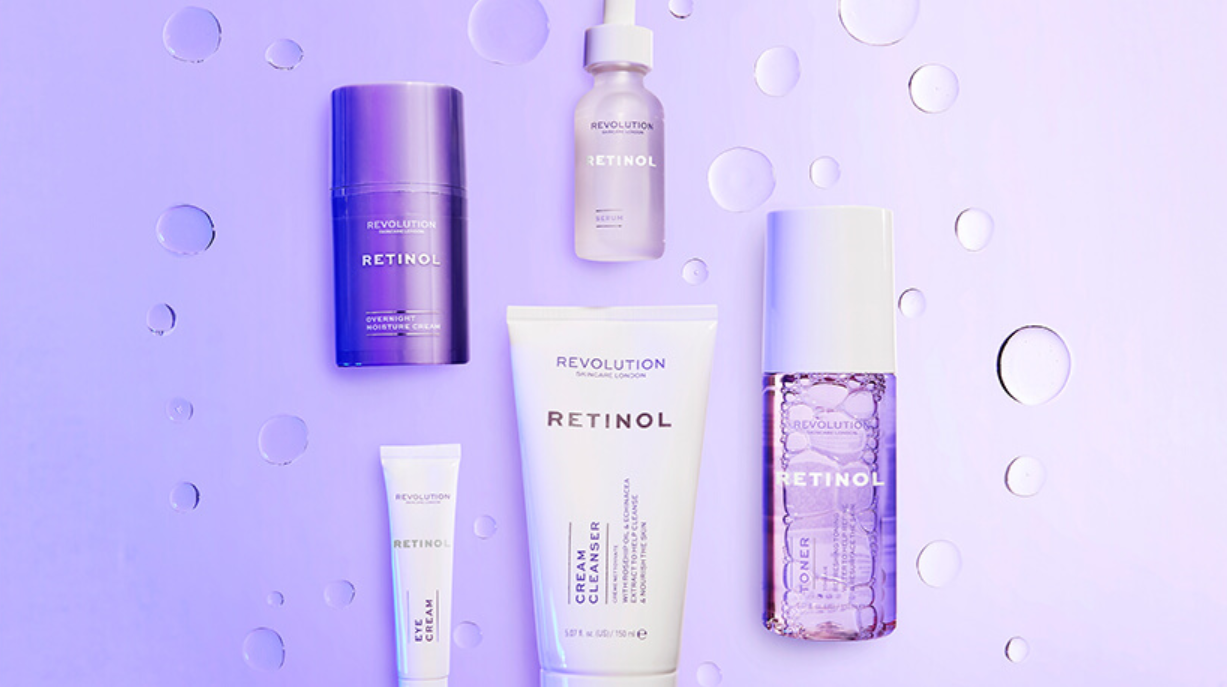 REVOLUTION
SKINCARE LONDON
RETINOL
SERUM
REVOLUTION
SKINCARE LONDON
RETINOL
OVERNIGHT
MOISTURE CREAM
REVOLUTION
SKINCARE LONDON
RETINOL
CREAM
CLEANSER
CRÈME NETTOYANTE
WITH ROSEHIP OIL & ECHINACEA
EXTRACT TO HELP CLEANSE
& NOURISH THE SKIN
5.07 fl. oz. (US) / 150 ml e
REVOLUTION
SKINCARE LONDON
RETINOL
TONER
REVOLUTION
SKINCARE LONDON
RETINOL
EYE
CREAM